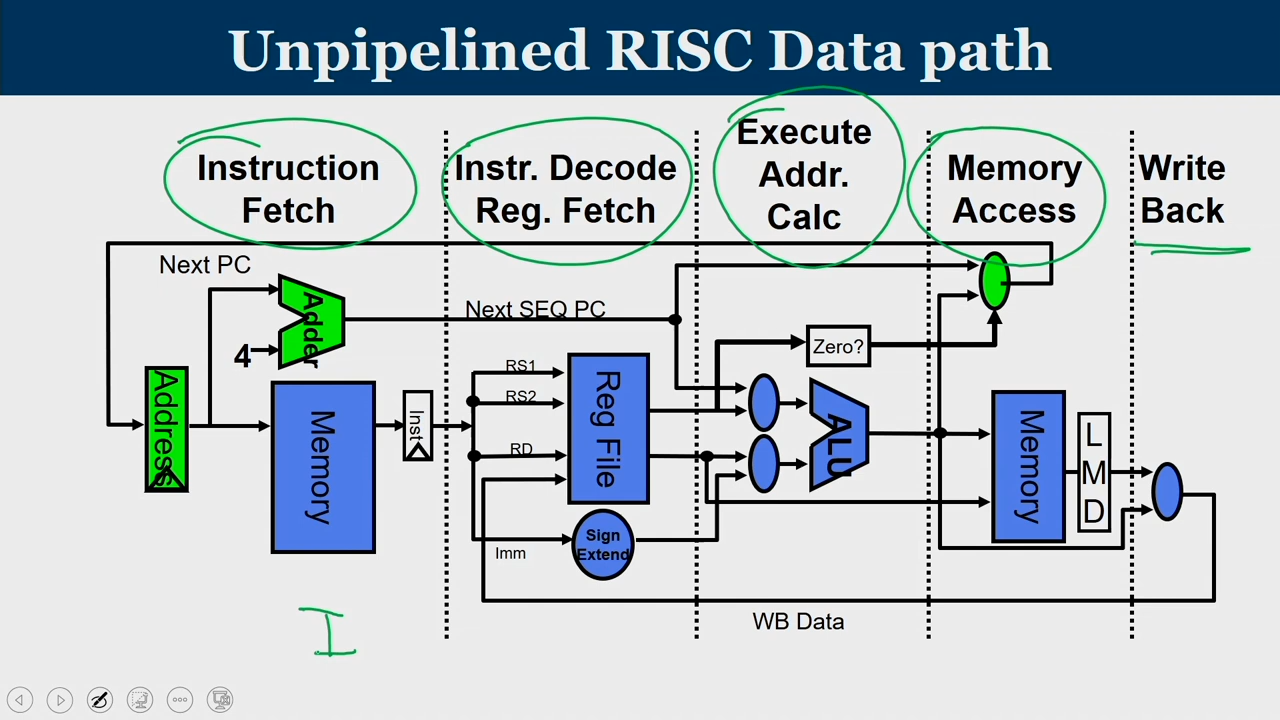 Unpipelined RISC Data path
Instruction
Fetch
Instr. Decode
Reg. Fetch
Execute
Addr.
Calc
Memory
Access
Write
Back
Next PC
Adder
4
Next SEQ PC
Zero?
Address
Memory
Inst
RS1
RS2
RD
Reg File
Sign
Extend
Imm
ALU
Memory
L
M
D
WB Data
I